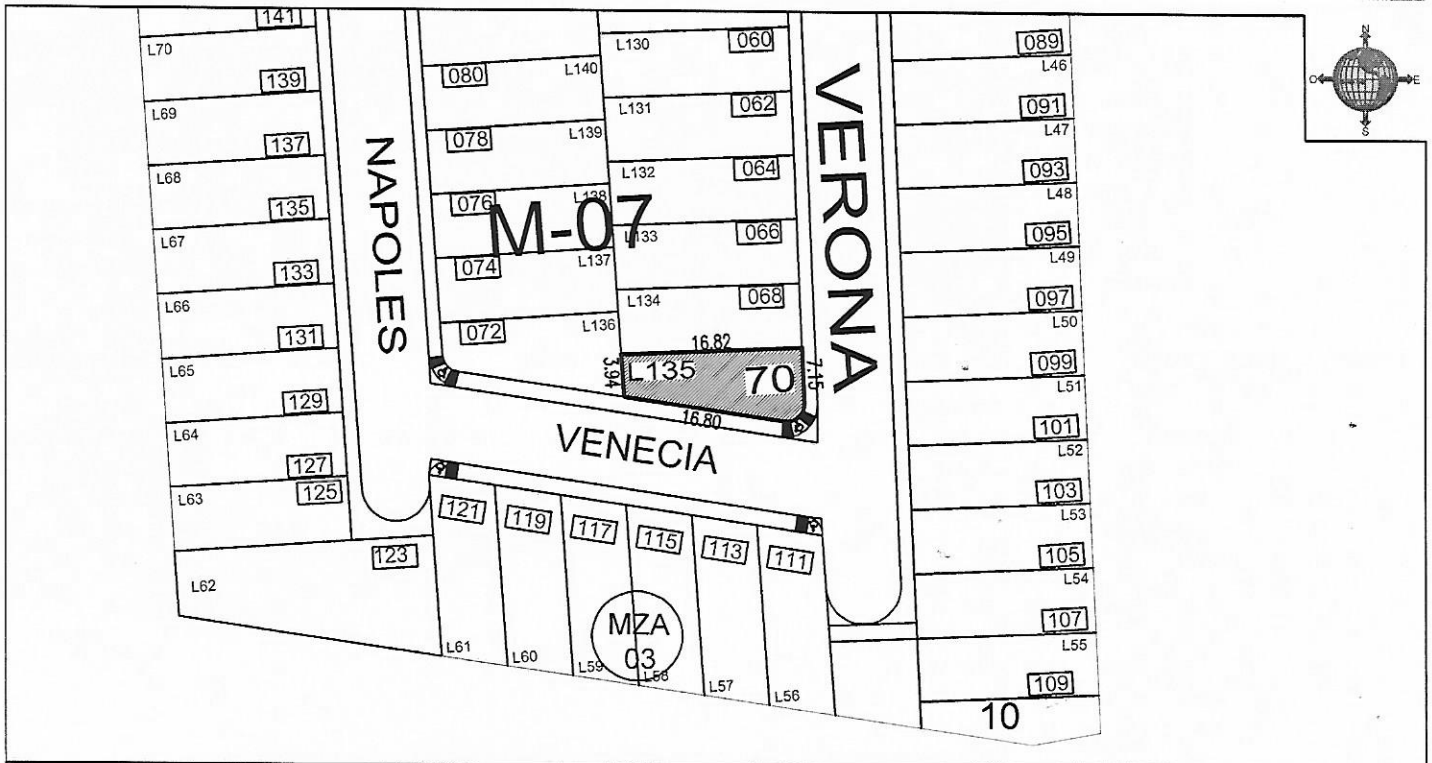 141
L70
139
L69
137
L68
135
L67
133
L66
131
L65
129
L64
127
L63
125
123
L62
NAPOLES
080
L140
078
L139
076
L138
M-07
074
L137
072
L136
L130
060
L131
062
L132
064
L133
066
L134
068
16.82
3.94
L135
70
7.15
16.80
VENECIA
VERONA
089
L46
091
L47
093
L48
095
L49
097
L50
099
L51
101
L52
103
L53
105
L54
107
L55
109
10
121
119
117
115
113
111
MZA
03
L61
L60
L59
L58
L57
L56
N
O
E
S